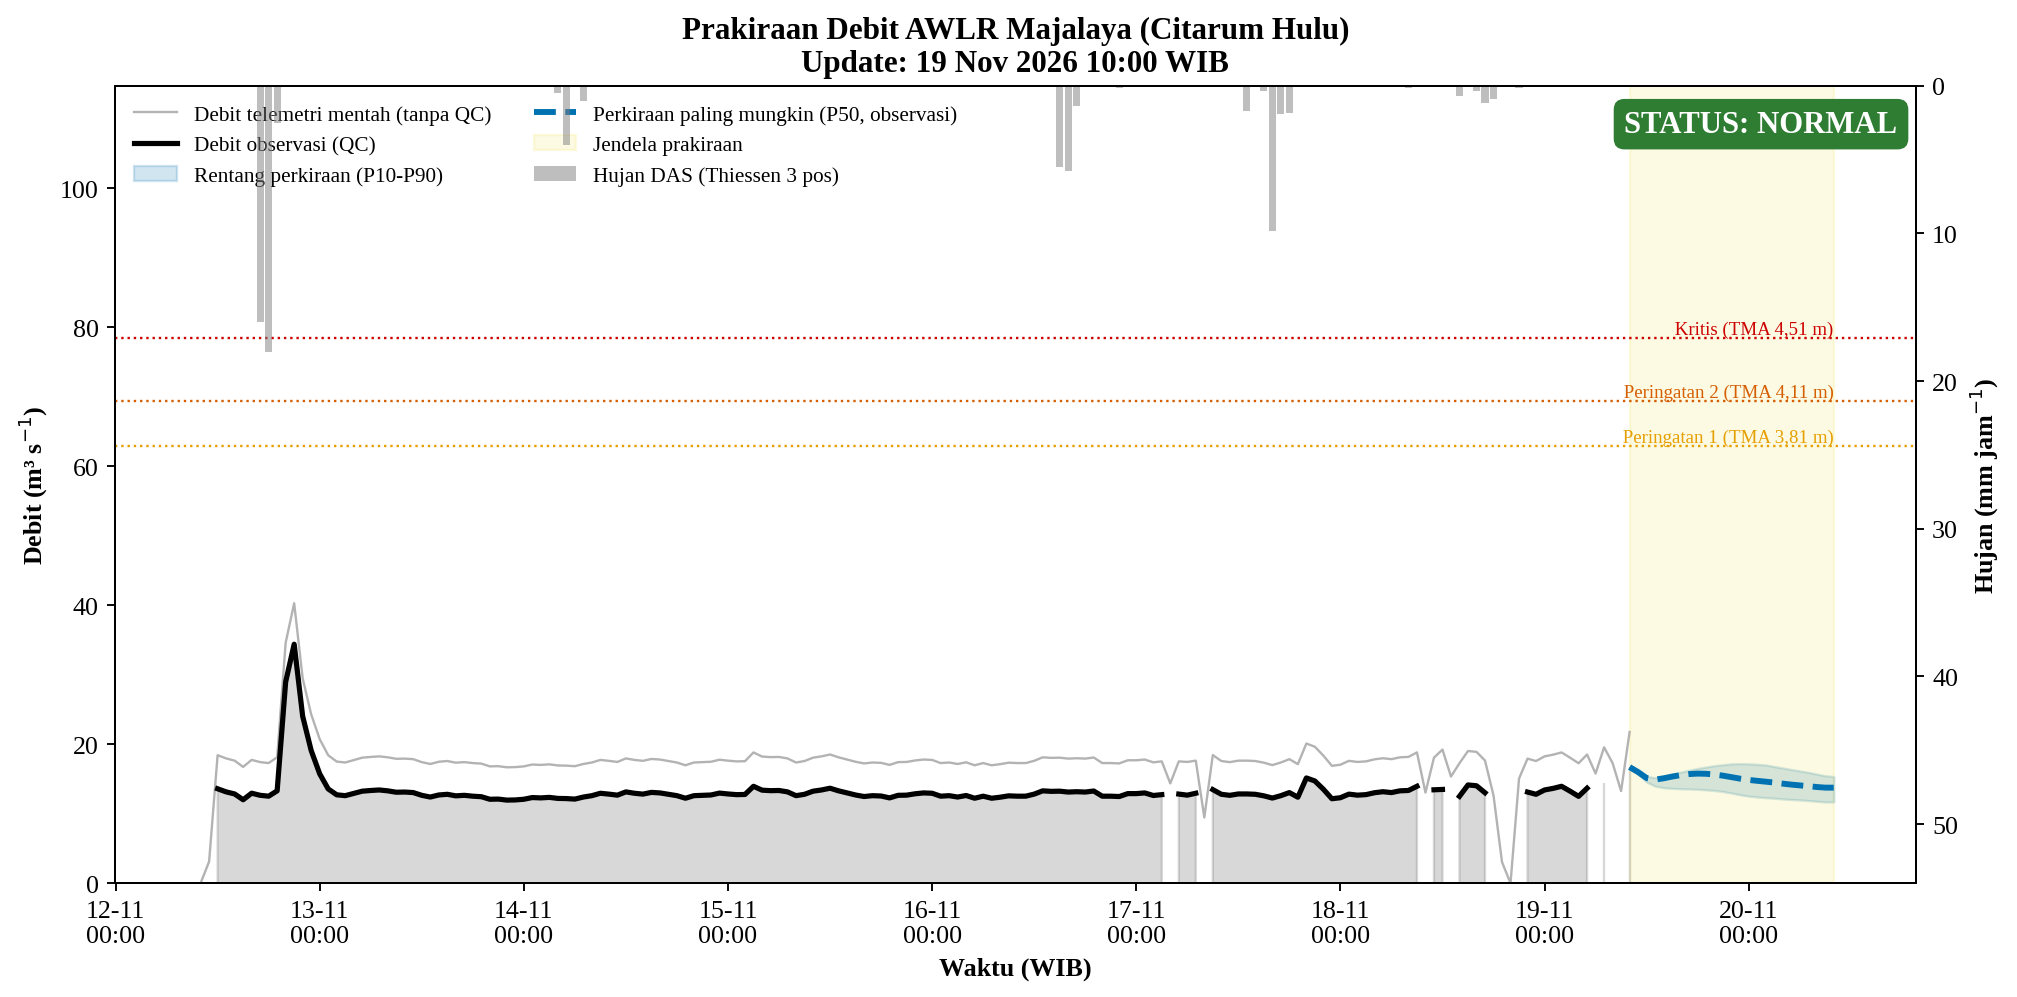 Prakiraan Debit AWLR Majalaya (Citarum Hulu)
Update: 19 Nov 2026 10:00 WIB
Debit telemetri mentah (tanpa QC)
Debit observasi (QC)
Rentang perkiraan (P10-P90)
Perkiraan paling mungkin (P50, observasi)
Jendela prakiraan
Hujan DAS (Thiessen 3 pos)
STATUS: NORMAL
Kritis (TMA 4,51 m)
Peringatan 2 (TMA 4,11 m)
Peringatan 1 (TMA 3,81 m)
Debit (m³ s⁻¹)
100
80
60
40
20
0
Hujan (mm jam⁻¹)
0
10
20
30
40
50
12-11
00:00
13-11
00:00
14-11
00:00
15-11
00:00
16-11
00:00
17-11
00:00
18-11
00:00
19-11
00:00
20-11
00:00
Waktu (WIB)